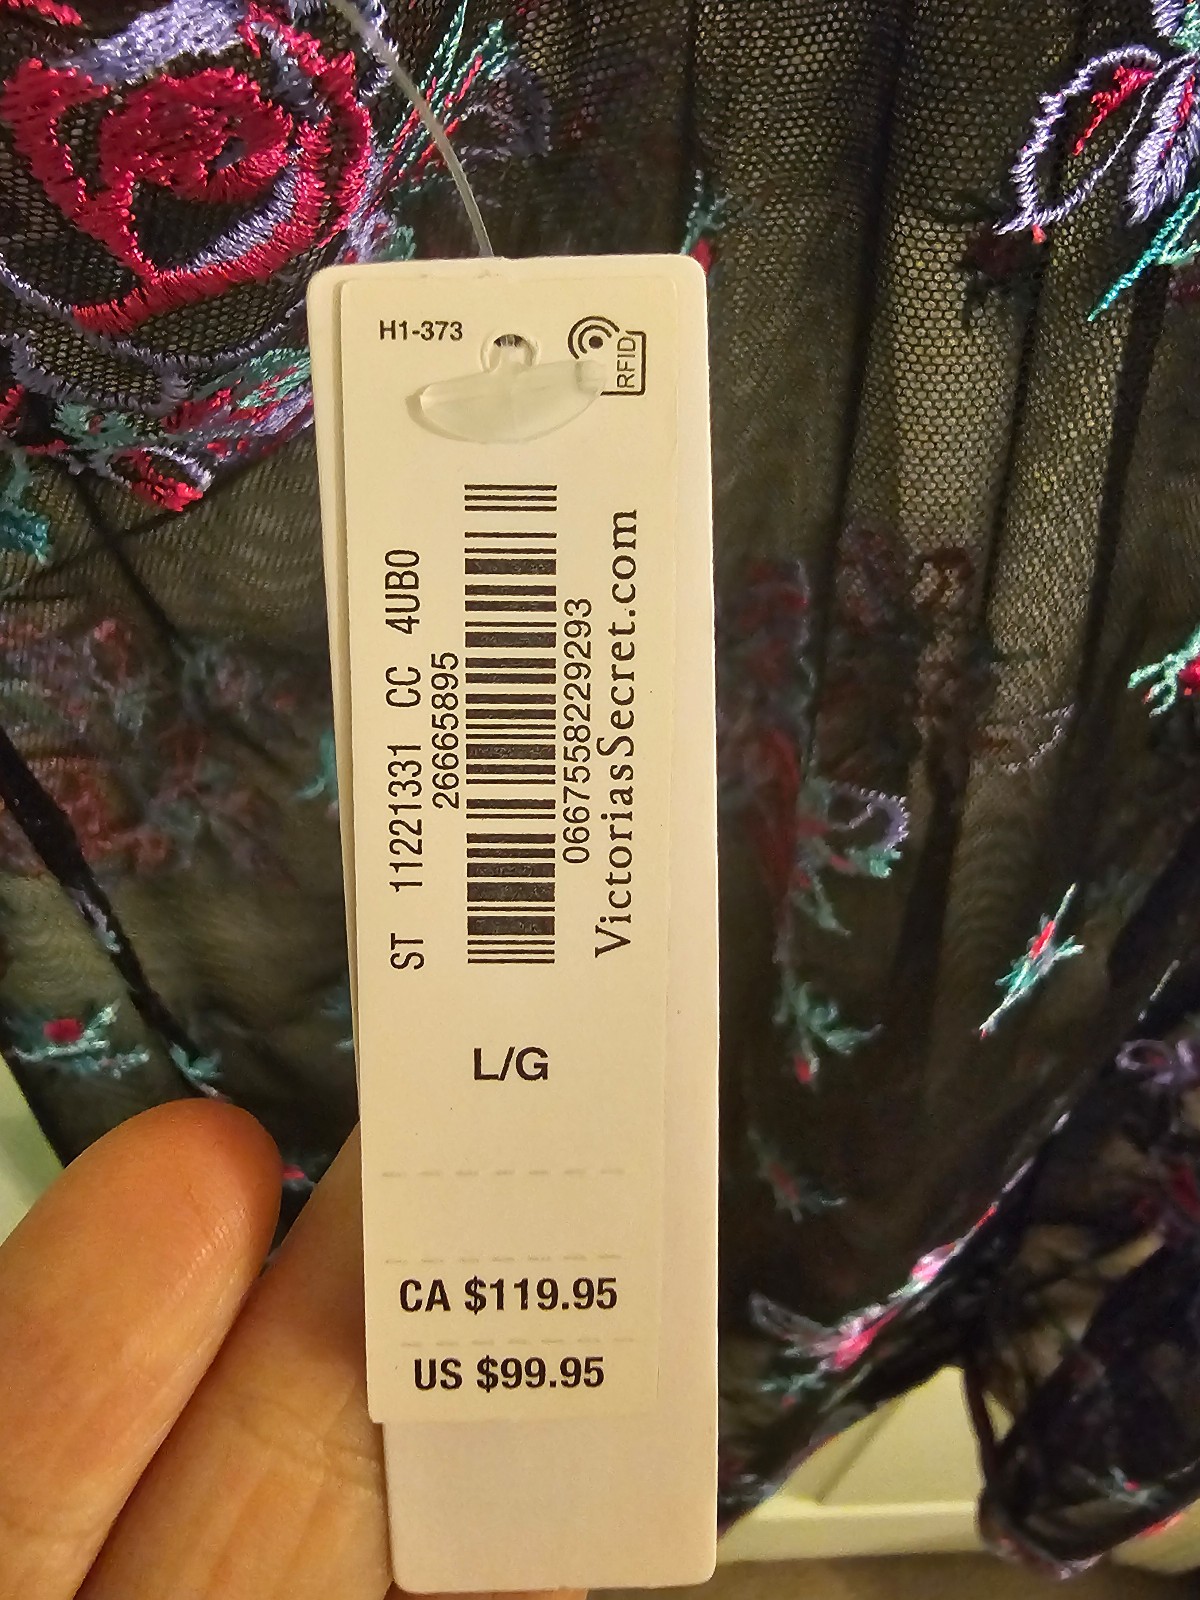 H1-373
RFID
ST 11221331 CC 4UB0
26665895
0667558229293
VictoriasSecret.com
L/G
CA $119.95
US $99.95